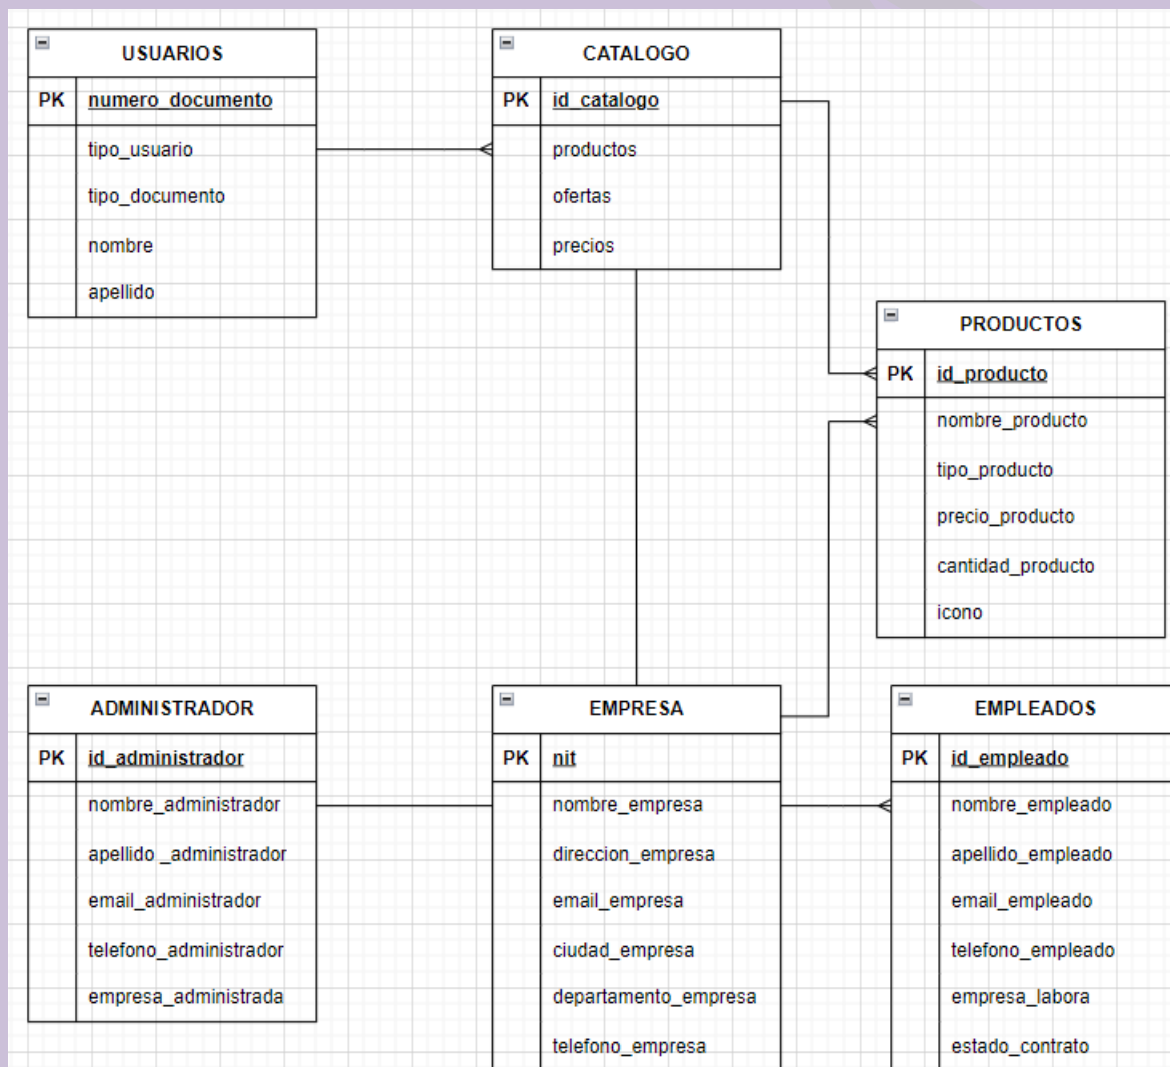 USUARIOS
PK numero_documento
tipo_usuario
tipo_documento
nombre
apellido
CATALOGO
PK id_catalogo
productos
ofertas
precios
PRODUCTOS
PK id_producto
nombre_producto
tipo_producto
precio_producto
cantidad_producto
icono
ADMINISTRADOR
PK id_administrador
nombre_administrador
apellido _administrador
email_administrador
telefono_administrador
empresa_administrada
EMPRESA
PK nit
nombre_empresa
direccion_empresa
email_empresa
ciudad_empresa
departamento_empresa
telefono_empresa
EMPLEADOS
PK id_empleado
nombre_empleado
apellido_empleado
email_empleado
telefono_empleado
empresa_labora
estado_contrato